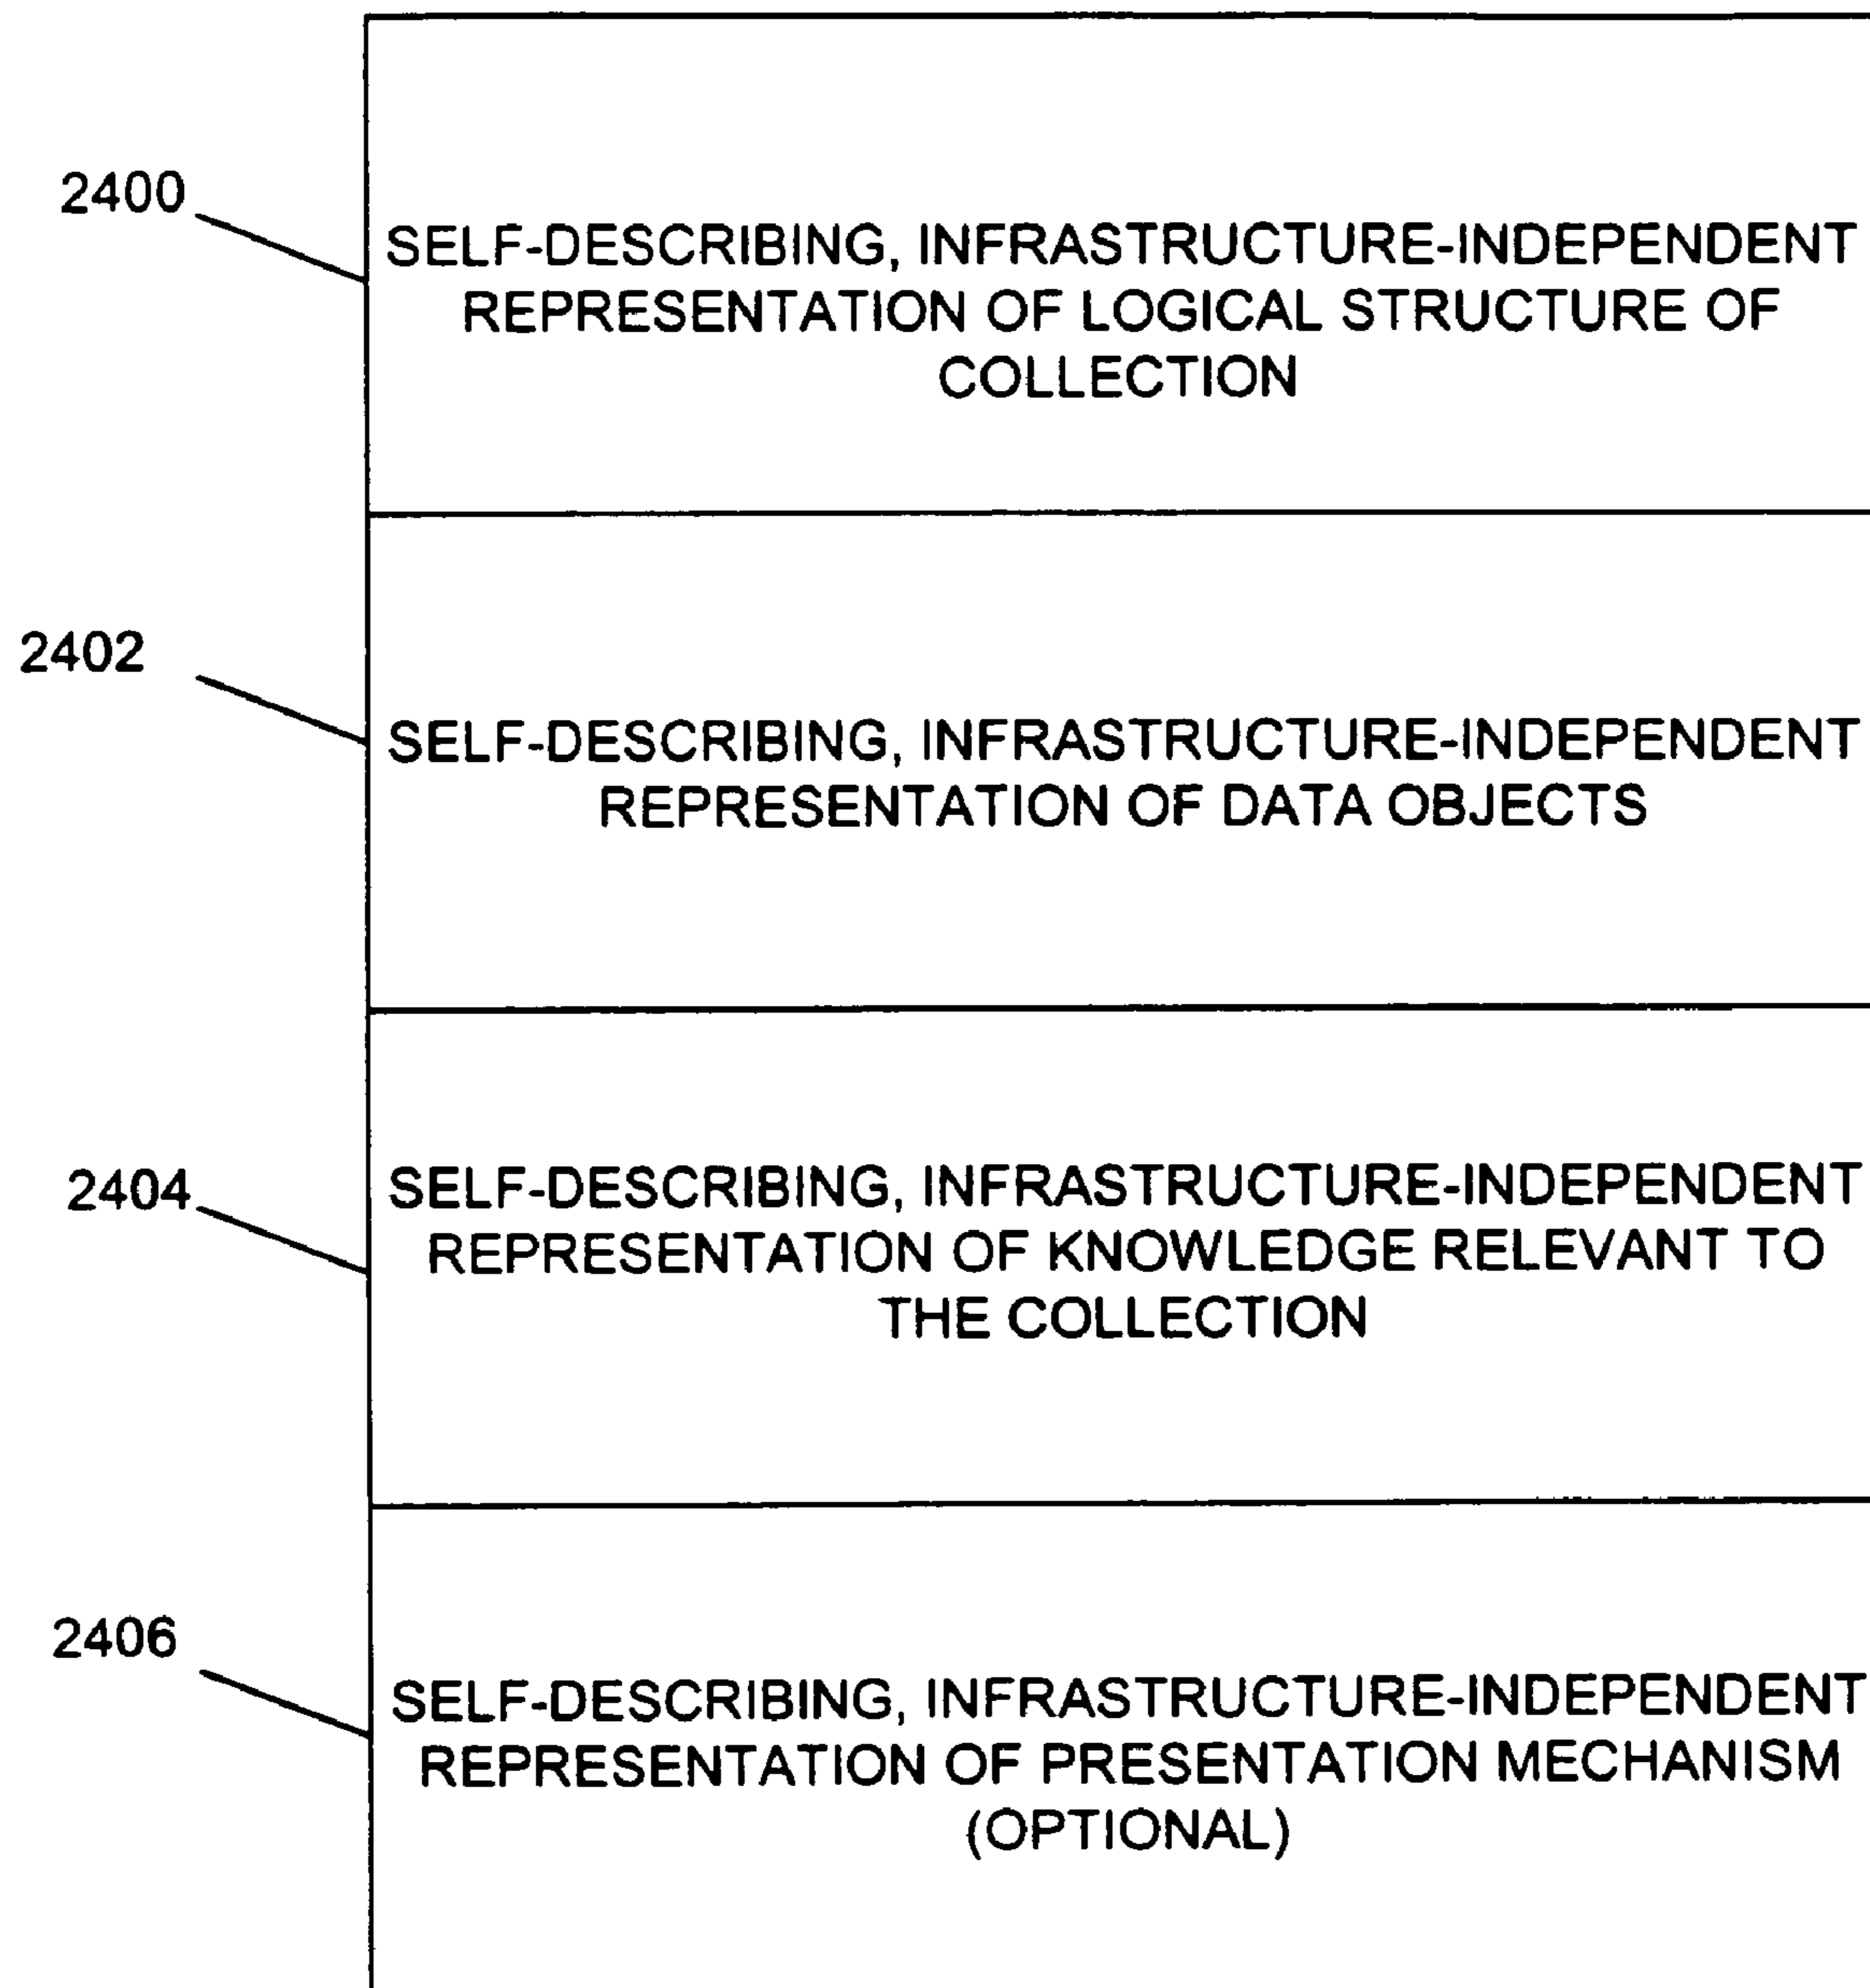 2400
SELF-DESCRIBING, INFRASTRUCTURE-INDEPENDENT
REPRESENTATION OF LOGICAL STRUCTURE OF
COLLECTION
2402
SELF-DESCRIBING, INFRASTRUCTURE-INDEPENDENT
REPRESENTATION OF DATA OBJECTS
2404
SELF-DESCRIBING, INFRASTRUCTURE-INDEPENDENT
REPRESENTATION OF KNOWLEDGE RELEVANT TO
THE COLLECTION
2406
SELF-DESCRIBING, INFRASTRUCTURE-INDEPENDENT
REPRESENTATION OF PRESENTATION MECHANISM
(OPTIONAL)